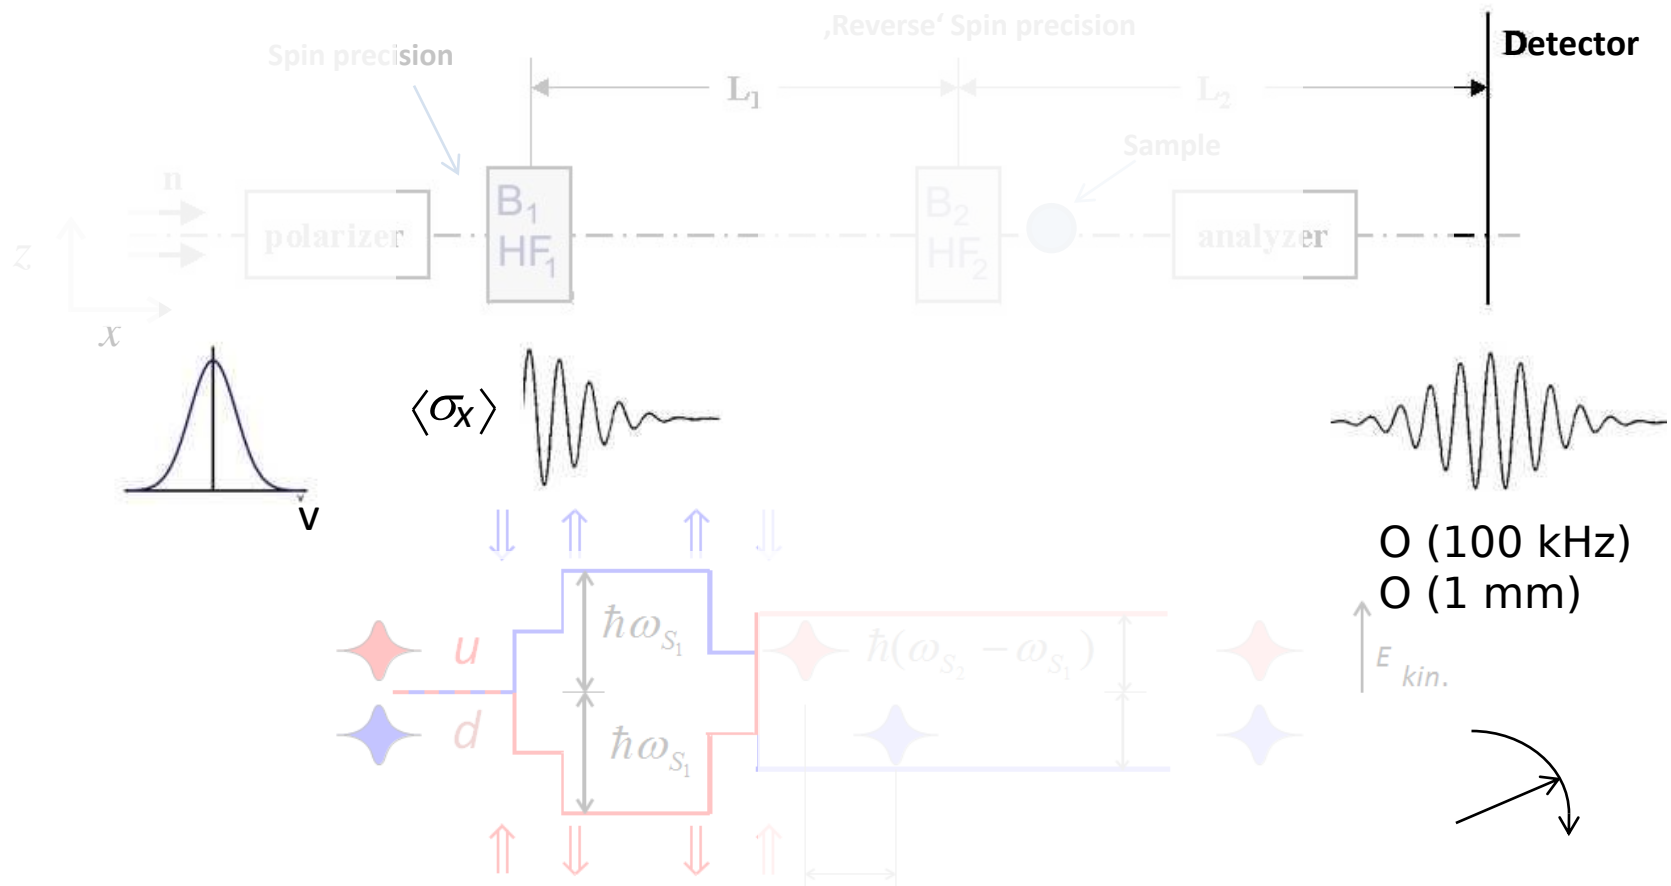 ‚Reverse‘ Spin precision
Detector
Spin precision
L1
L2
Sample
n
B1
HF1
B2
HF2
polarizer
analyzer
z
x
⟨σx⟩
v
O (100 kHz)
O (1 mm)
ħωS1
u
ħ(ωS2 − ωS1)
E kin.
d
ħωS1